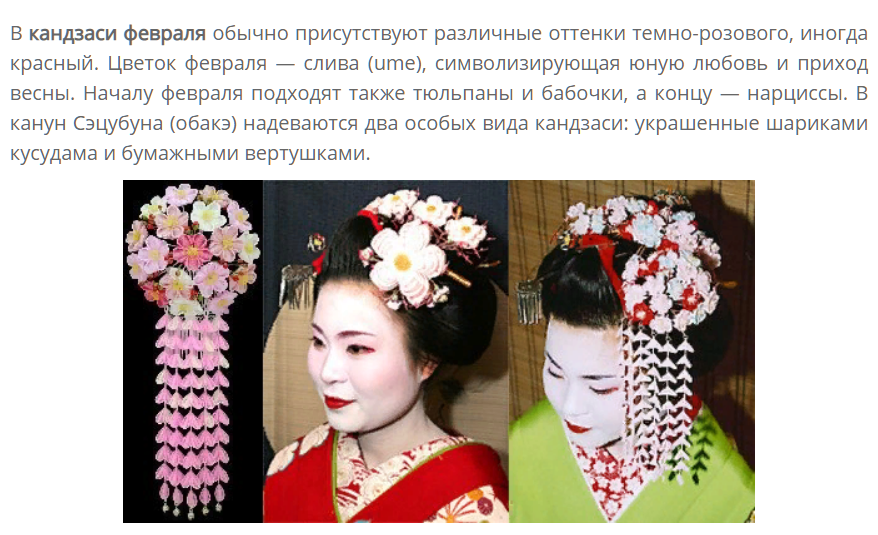 В кандзаси февраля обычно присутствуют различные оттенки темно-розового, иногда
красный. Цветок февраля — слива (ume), символизирующая юную любовь и приход
весны. Началу февраля подходят также тюльпаны и бабочки, а концу — нарциссы. В
канун Сэцубуна (обакэ) надеваются два особых вида кандзаси: украшенные шариками
кусудама и бумажными вертушками.